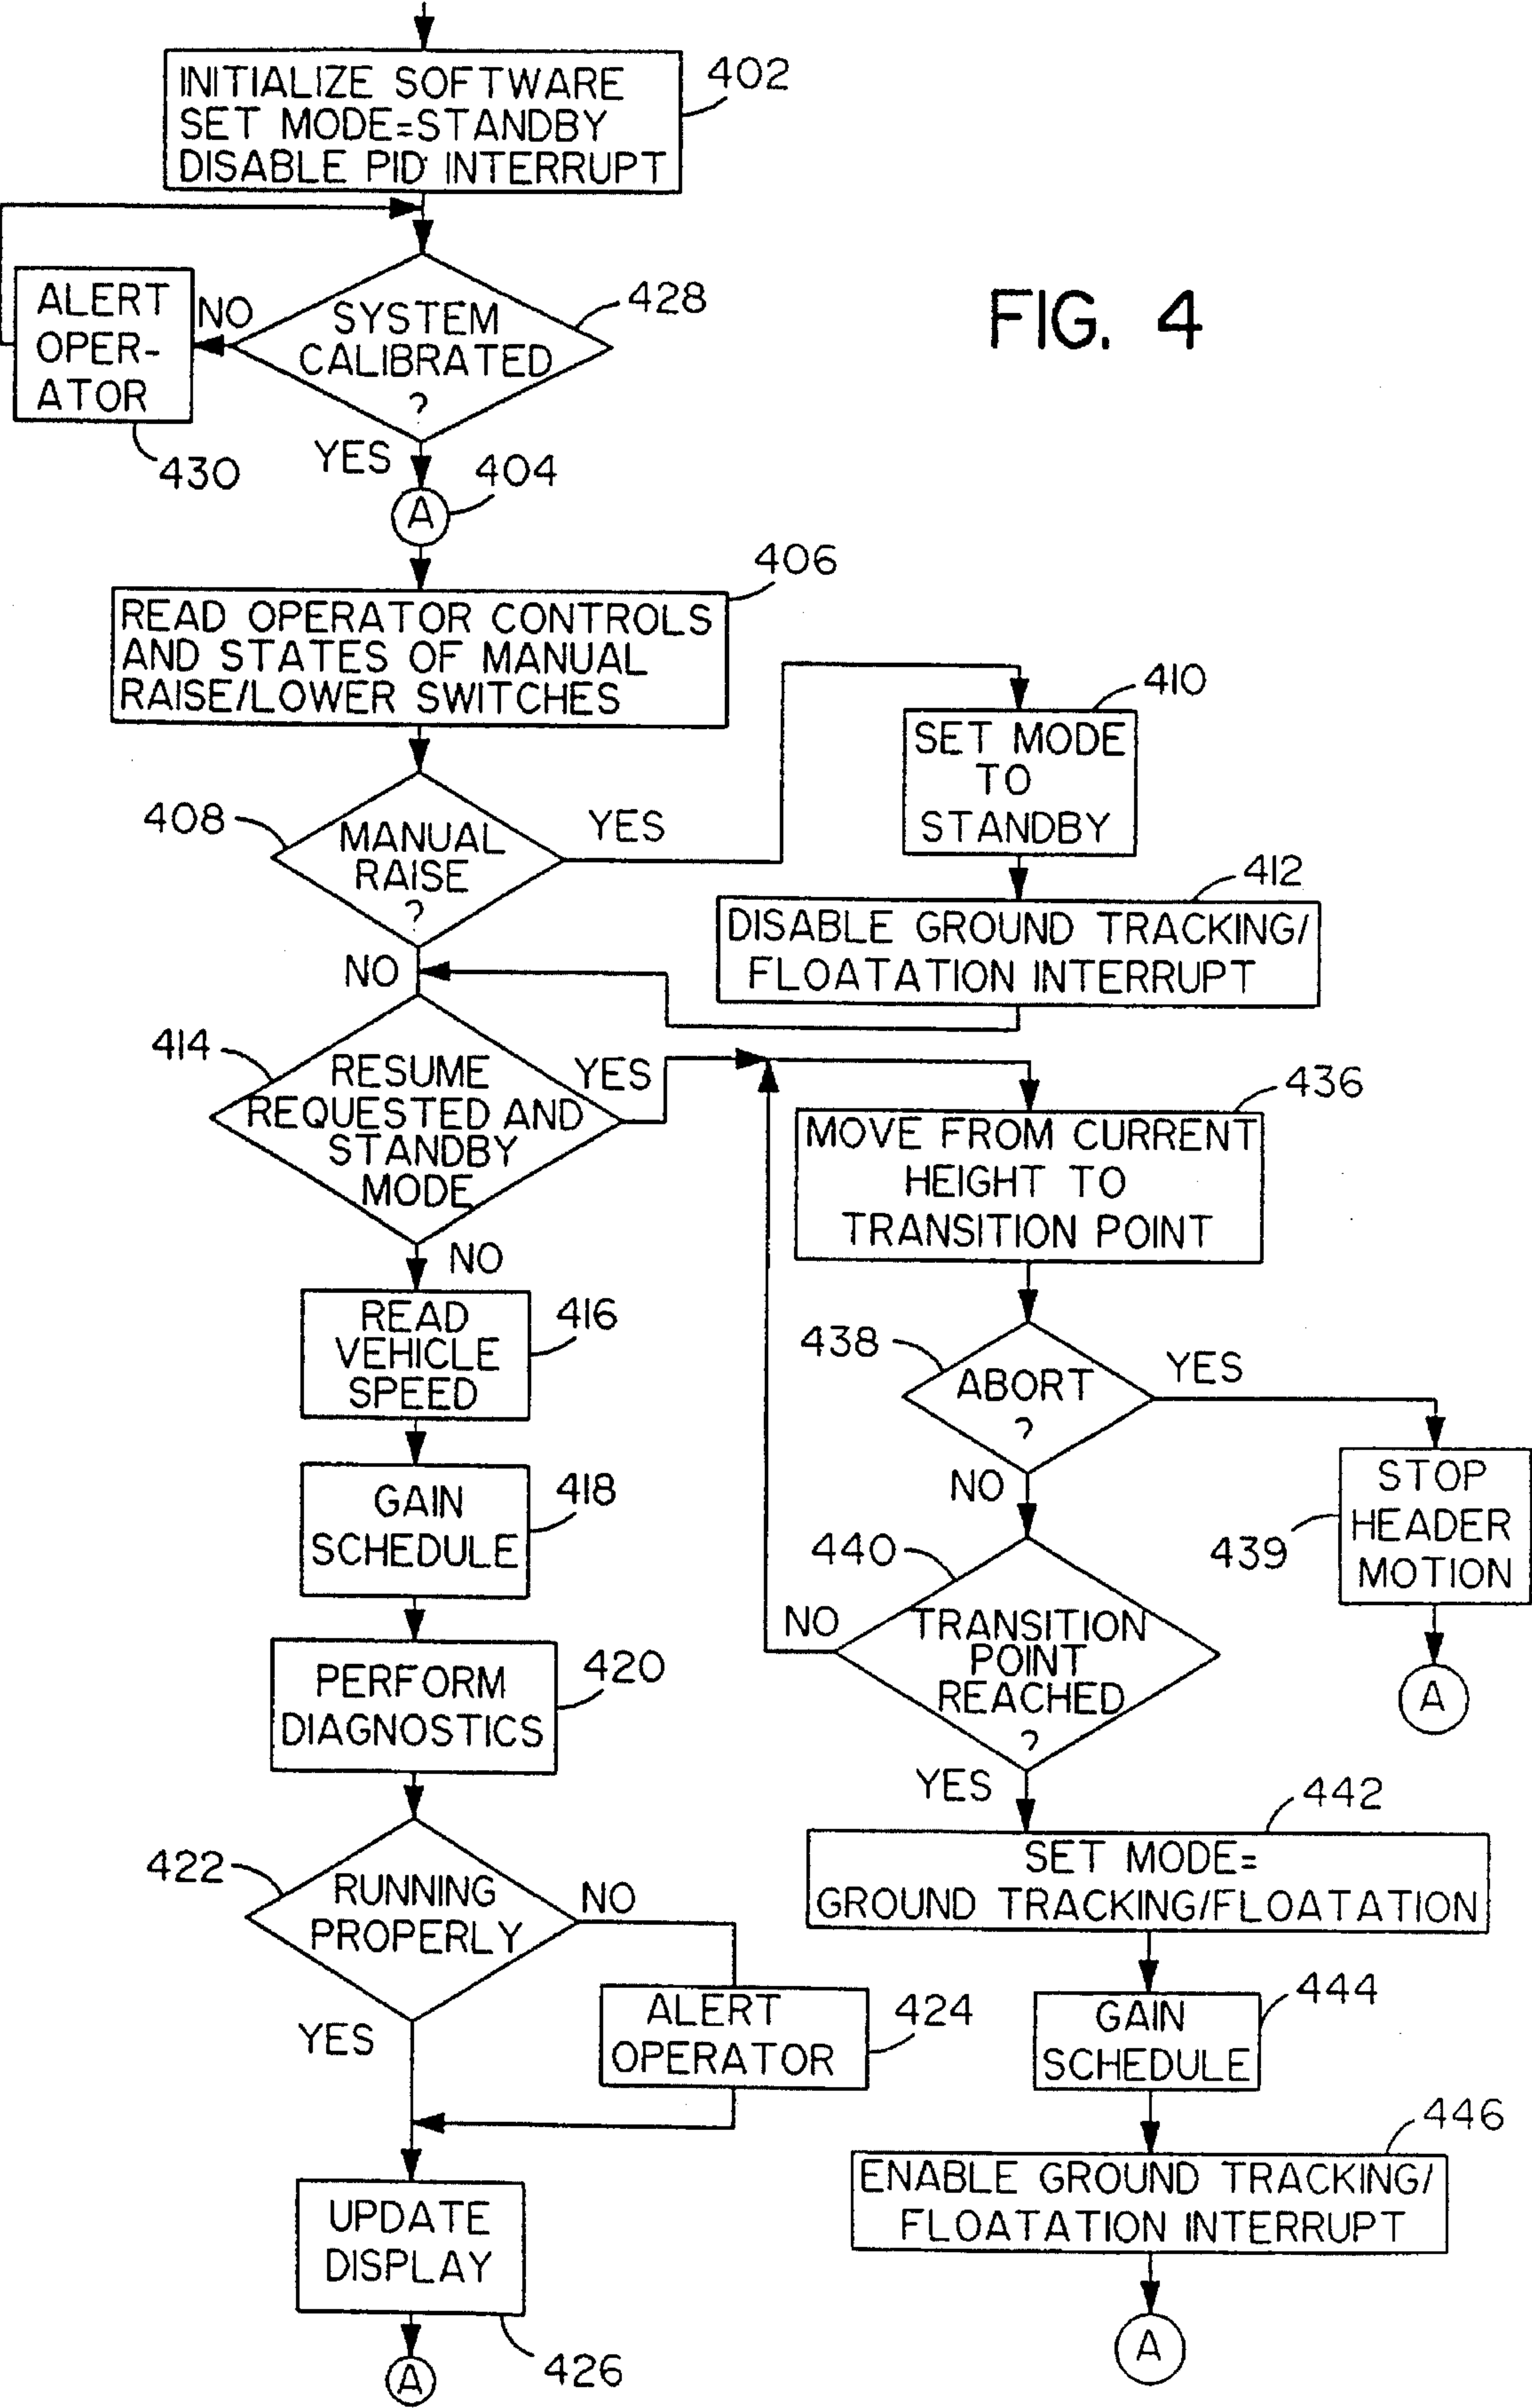 INITIALIZE SOFTWARE
SET MODE=STANDBY
DISABLE PID INTERRUPT
402
FIG. 4
ALERT
OPER-
ATOR
430
NO
SYSTEM
CALIBRATED
?
428
YES
A
404
READ OPERATOR CONTROLS
AND STATES OF MANUAL
RAISE/LOWER SWITCHES
406
408
MANUAL
RAISE
?
YES
NO
SET MODE
TO
STANDBY
410
DISABLE GROUND TRACKING/
FLOATATION INTERRUPT
412
414
RESUME
REQUESTED AND
STANDBY
MODE
YES
NO
READ
VEHICLE
SPEED
416
GAIN
SCHEDULE
418
PERFORM
DIAGNOSTICS
420
422
RUNNING
PROPERLY
NO
YES
ALERT
OPERATOR
424
UPDATE
DISPLAY
426
A
MOVE FROM CURRENT
HEIGHT TO
TRANSITION POINT
436
438
ABORT
?
YES
NO
STOP
HEADER
MOTION
439
A
440
TRANSITION
POINT
REACHED
?
NO
YES
SET MODE=
GROUND TRACKING/FLOATATION
442
GAIN
SCHEDULE
444
ENABLE GROUND TRACKING/
FLOATATION INTERRUPT
446
A